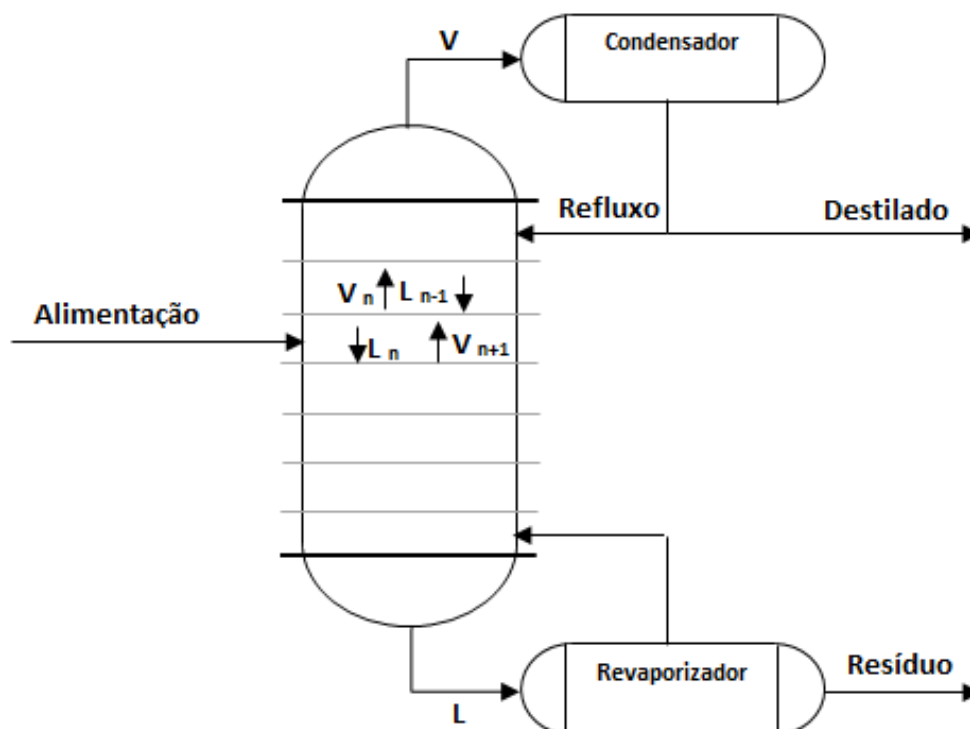 V
Condensador
Refluxo
Destilado
V n L n-1
Alimentação
L n V n+1
Revaporizador
Resíduo
L